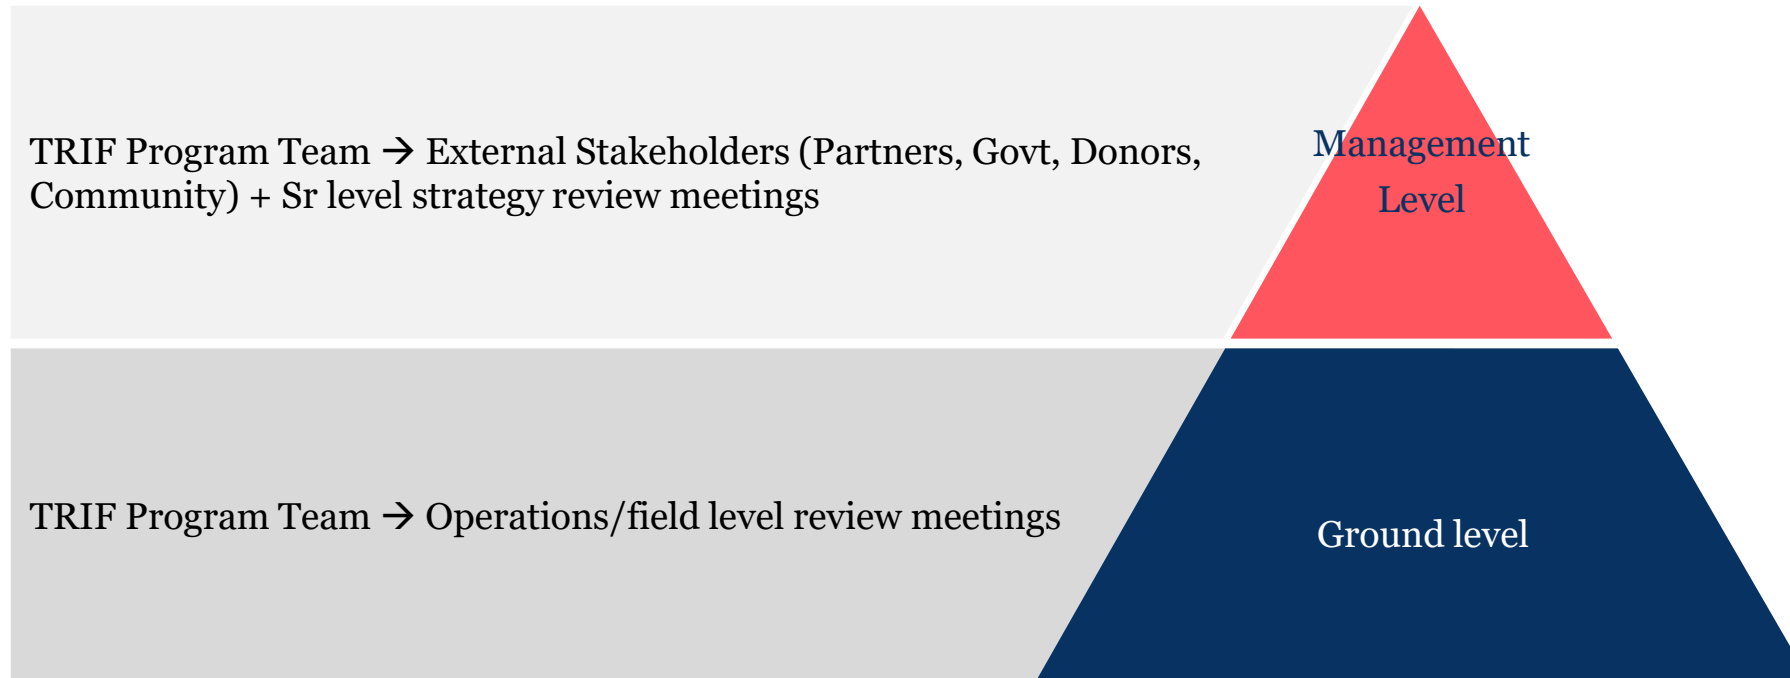 TRIF Program Team → External Stakeholders (Partners, Govt, Donors,
Community) + Sr level strategy review meetings
Management
Level
TRIF Program Team → Operations/field level review meetings
Ground level